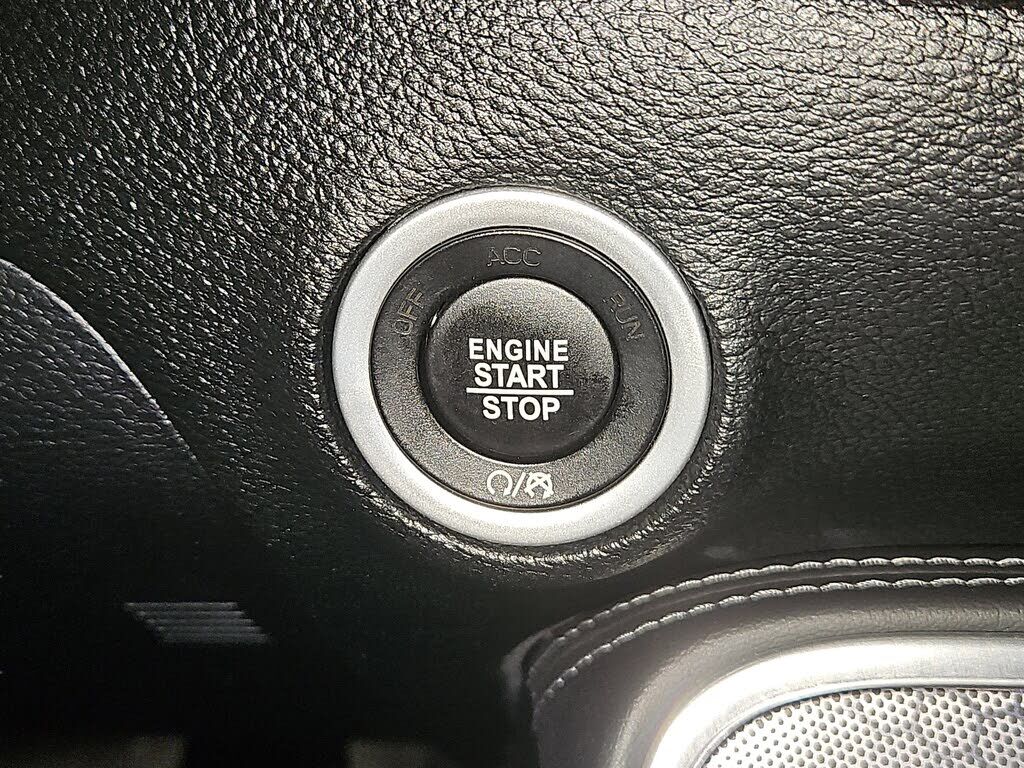 ACC
OFF
RUN
ENGINE
START
STOP